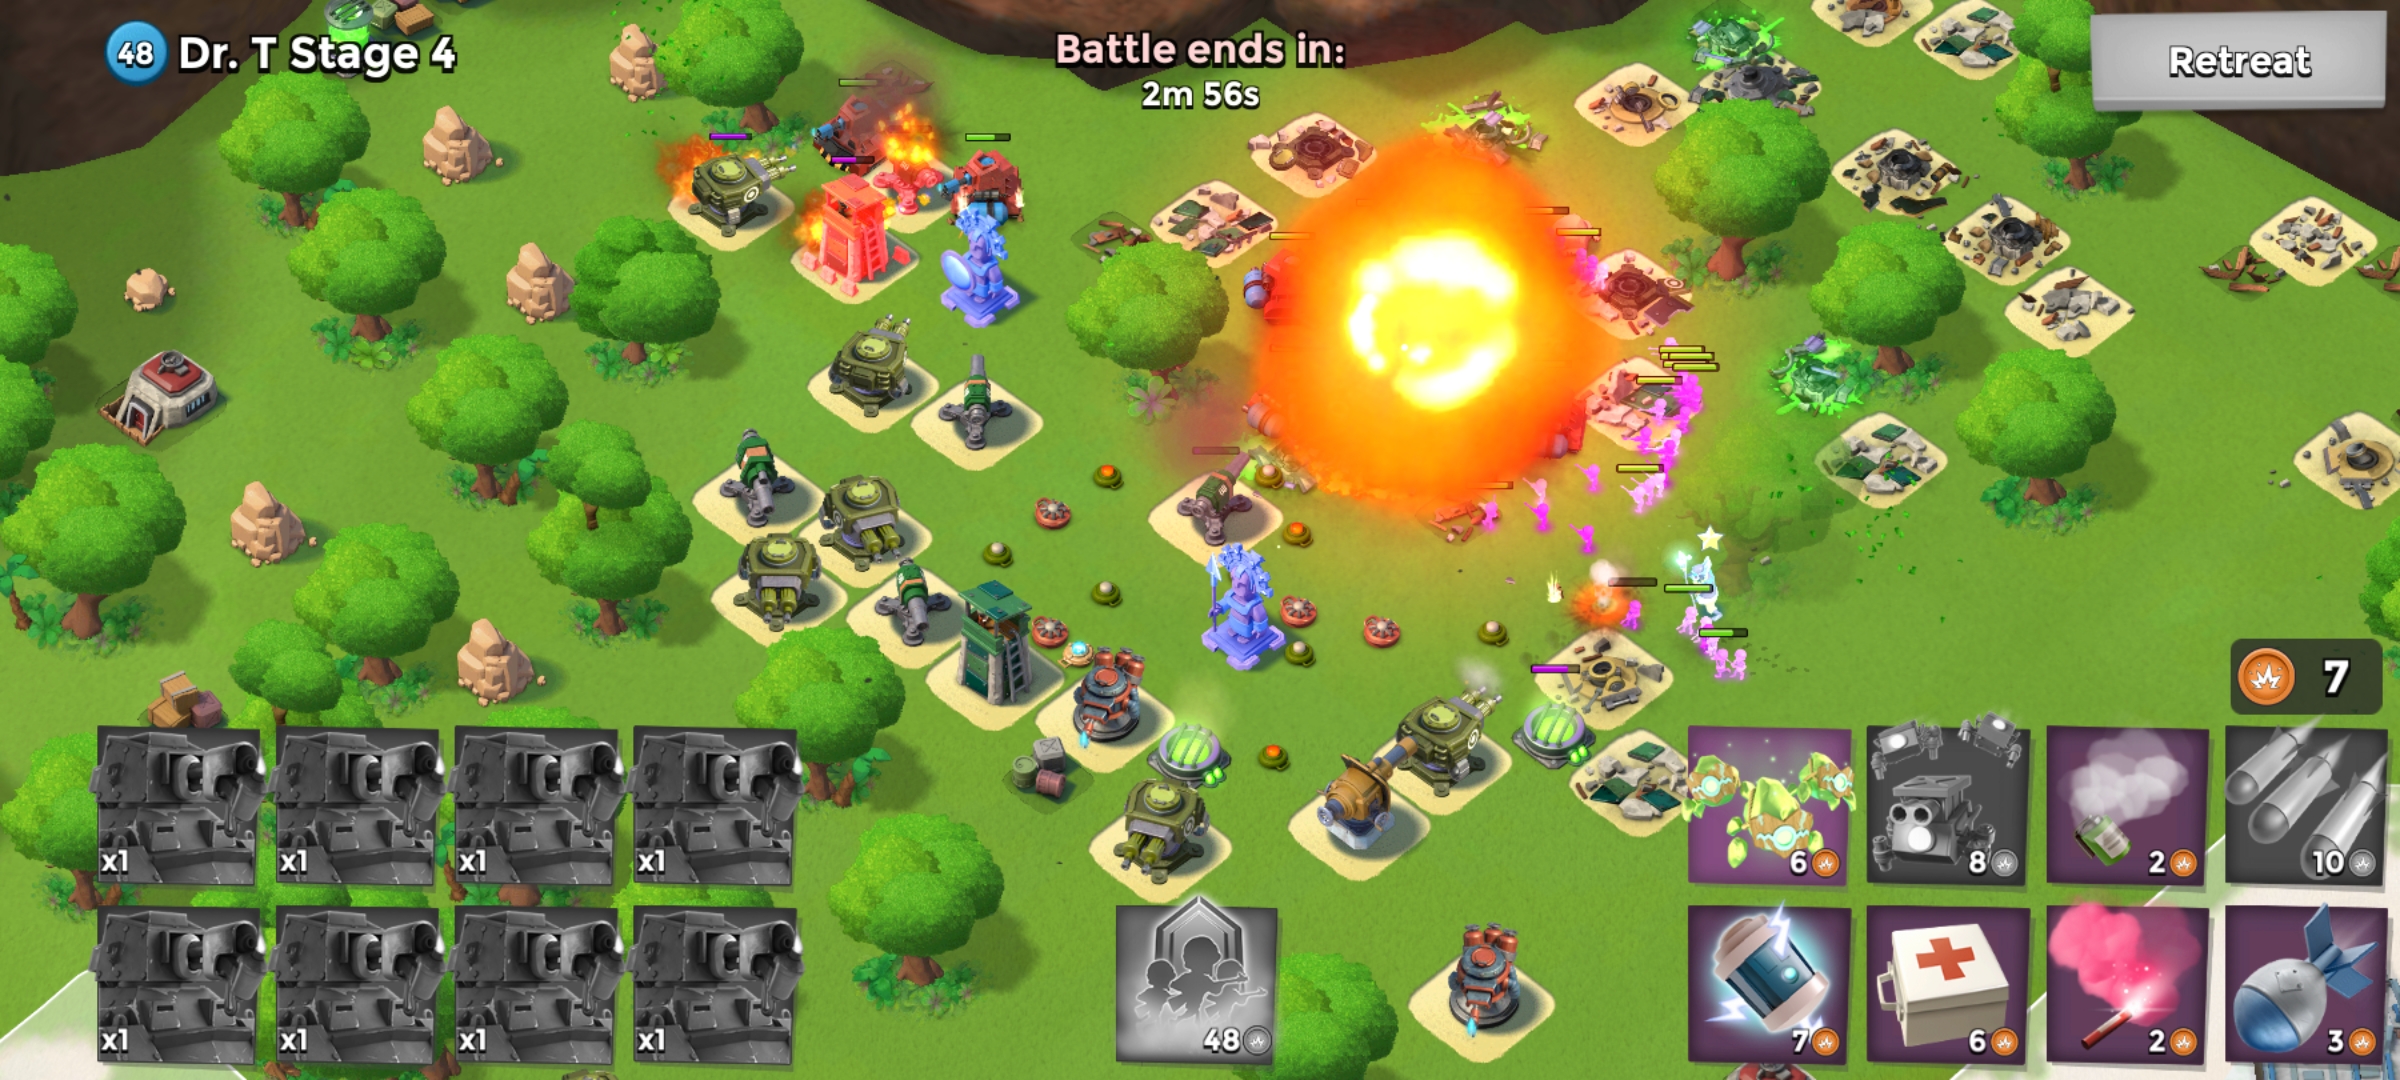 48 Dr. T Stage 4
Battle ends in:
2m 56s
Retreat
7
x1 x1 x1 x1
6 8 2 10
x1 x1 x1 x1
48
7 6 2 3